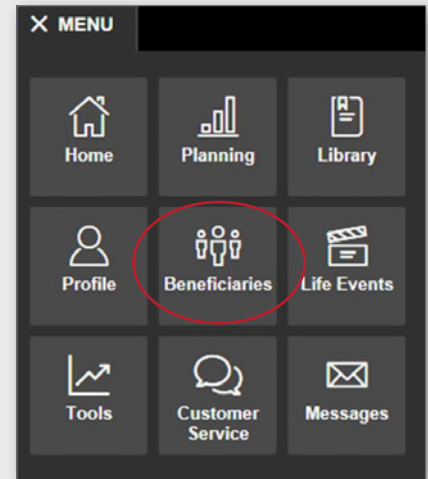 X MENU
Home
Planning
Library
Profile
Beneficiaries
Life Events
Tools
Customer
Service
Messages